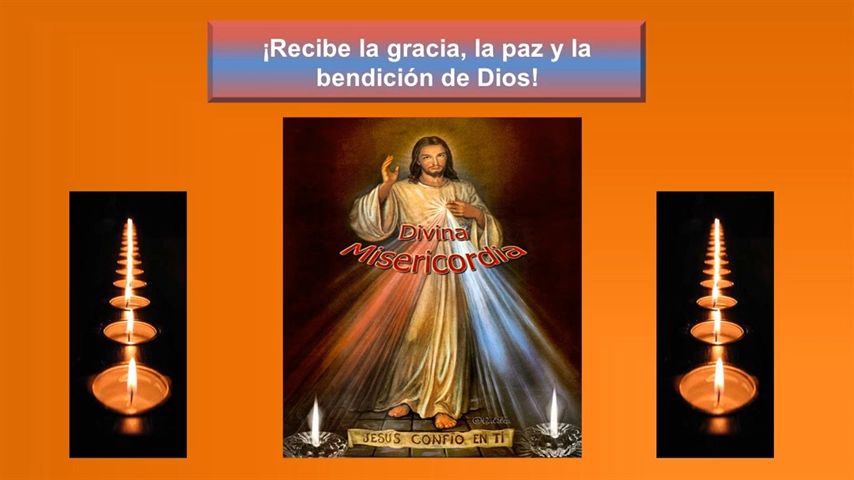 ¡Recibe la gracia, la paz y la
bendición de Dios!
Divina
Misericordia
JESÚS CONFÍO EN TI